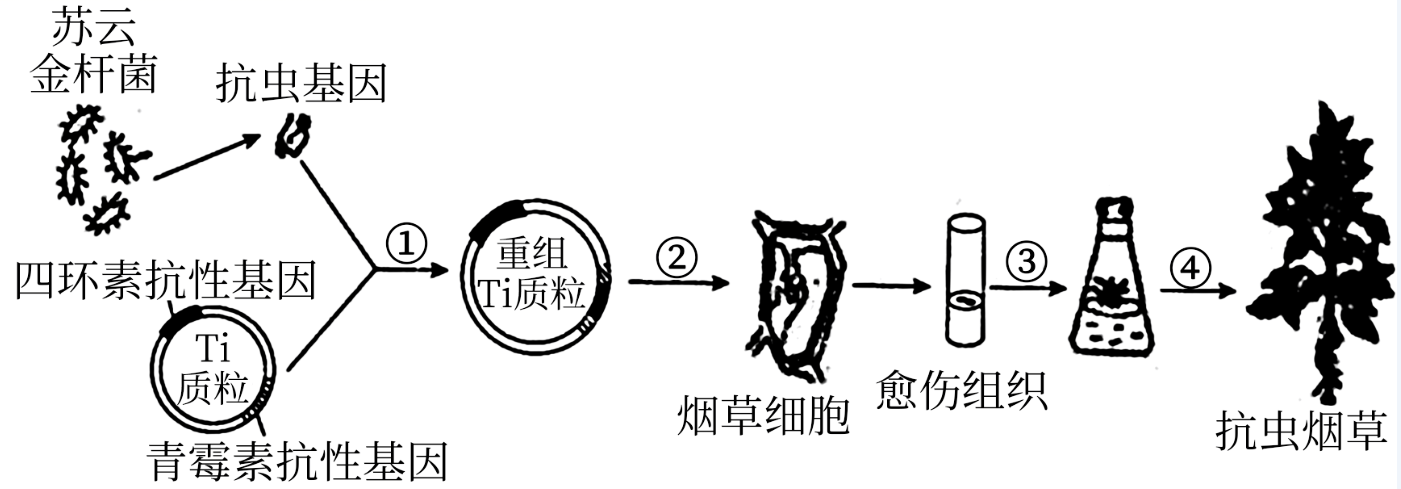 苏云
金杆菌
抗虫基因
四环素抗性基因
Ti
质粒
青霉素抗性基因
①
重组
Ti质粒
②
烟草细胞
愈伤组织
③
④
抗虫烟草